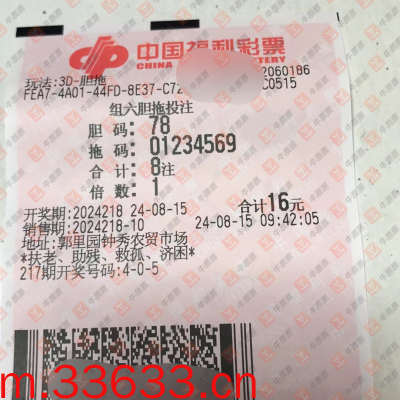 中国福利彩票
CHINA
TTERY
玩法:3D-胆拖
2060186
FEA7-4A01-44FD-8E37-C72
C0515
组六胆拖投注
胆 码: 78
拖 码: 01234569
合 计: 8注
倍 数: 1
开奖期:2024218 24-08-15 合计16元
销售期:2024218-10 24-08-15 09:42:05
地址:郭里园钟秀农贸市场
*扶老、助残、救孤、济困*
217期开奖号码:4-0-5
m.33633.cn